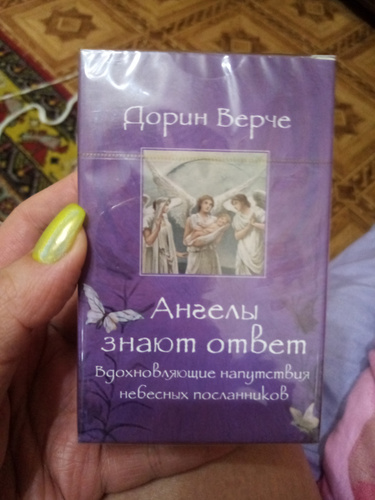 Дорин Верче
Ангелы
знают ответ
Вдохновляющие напутствия
небесных посланников